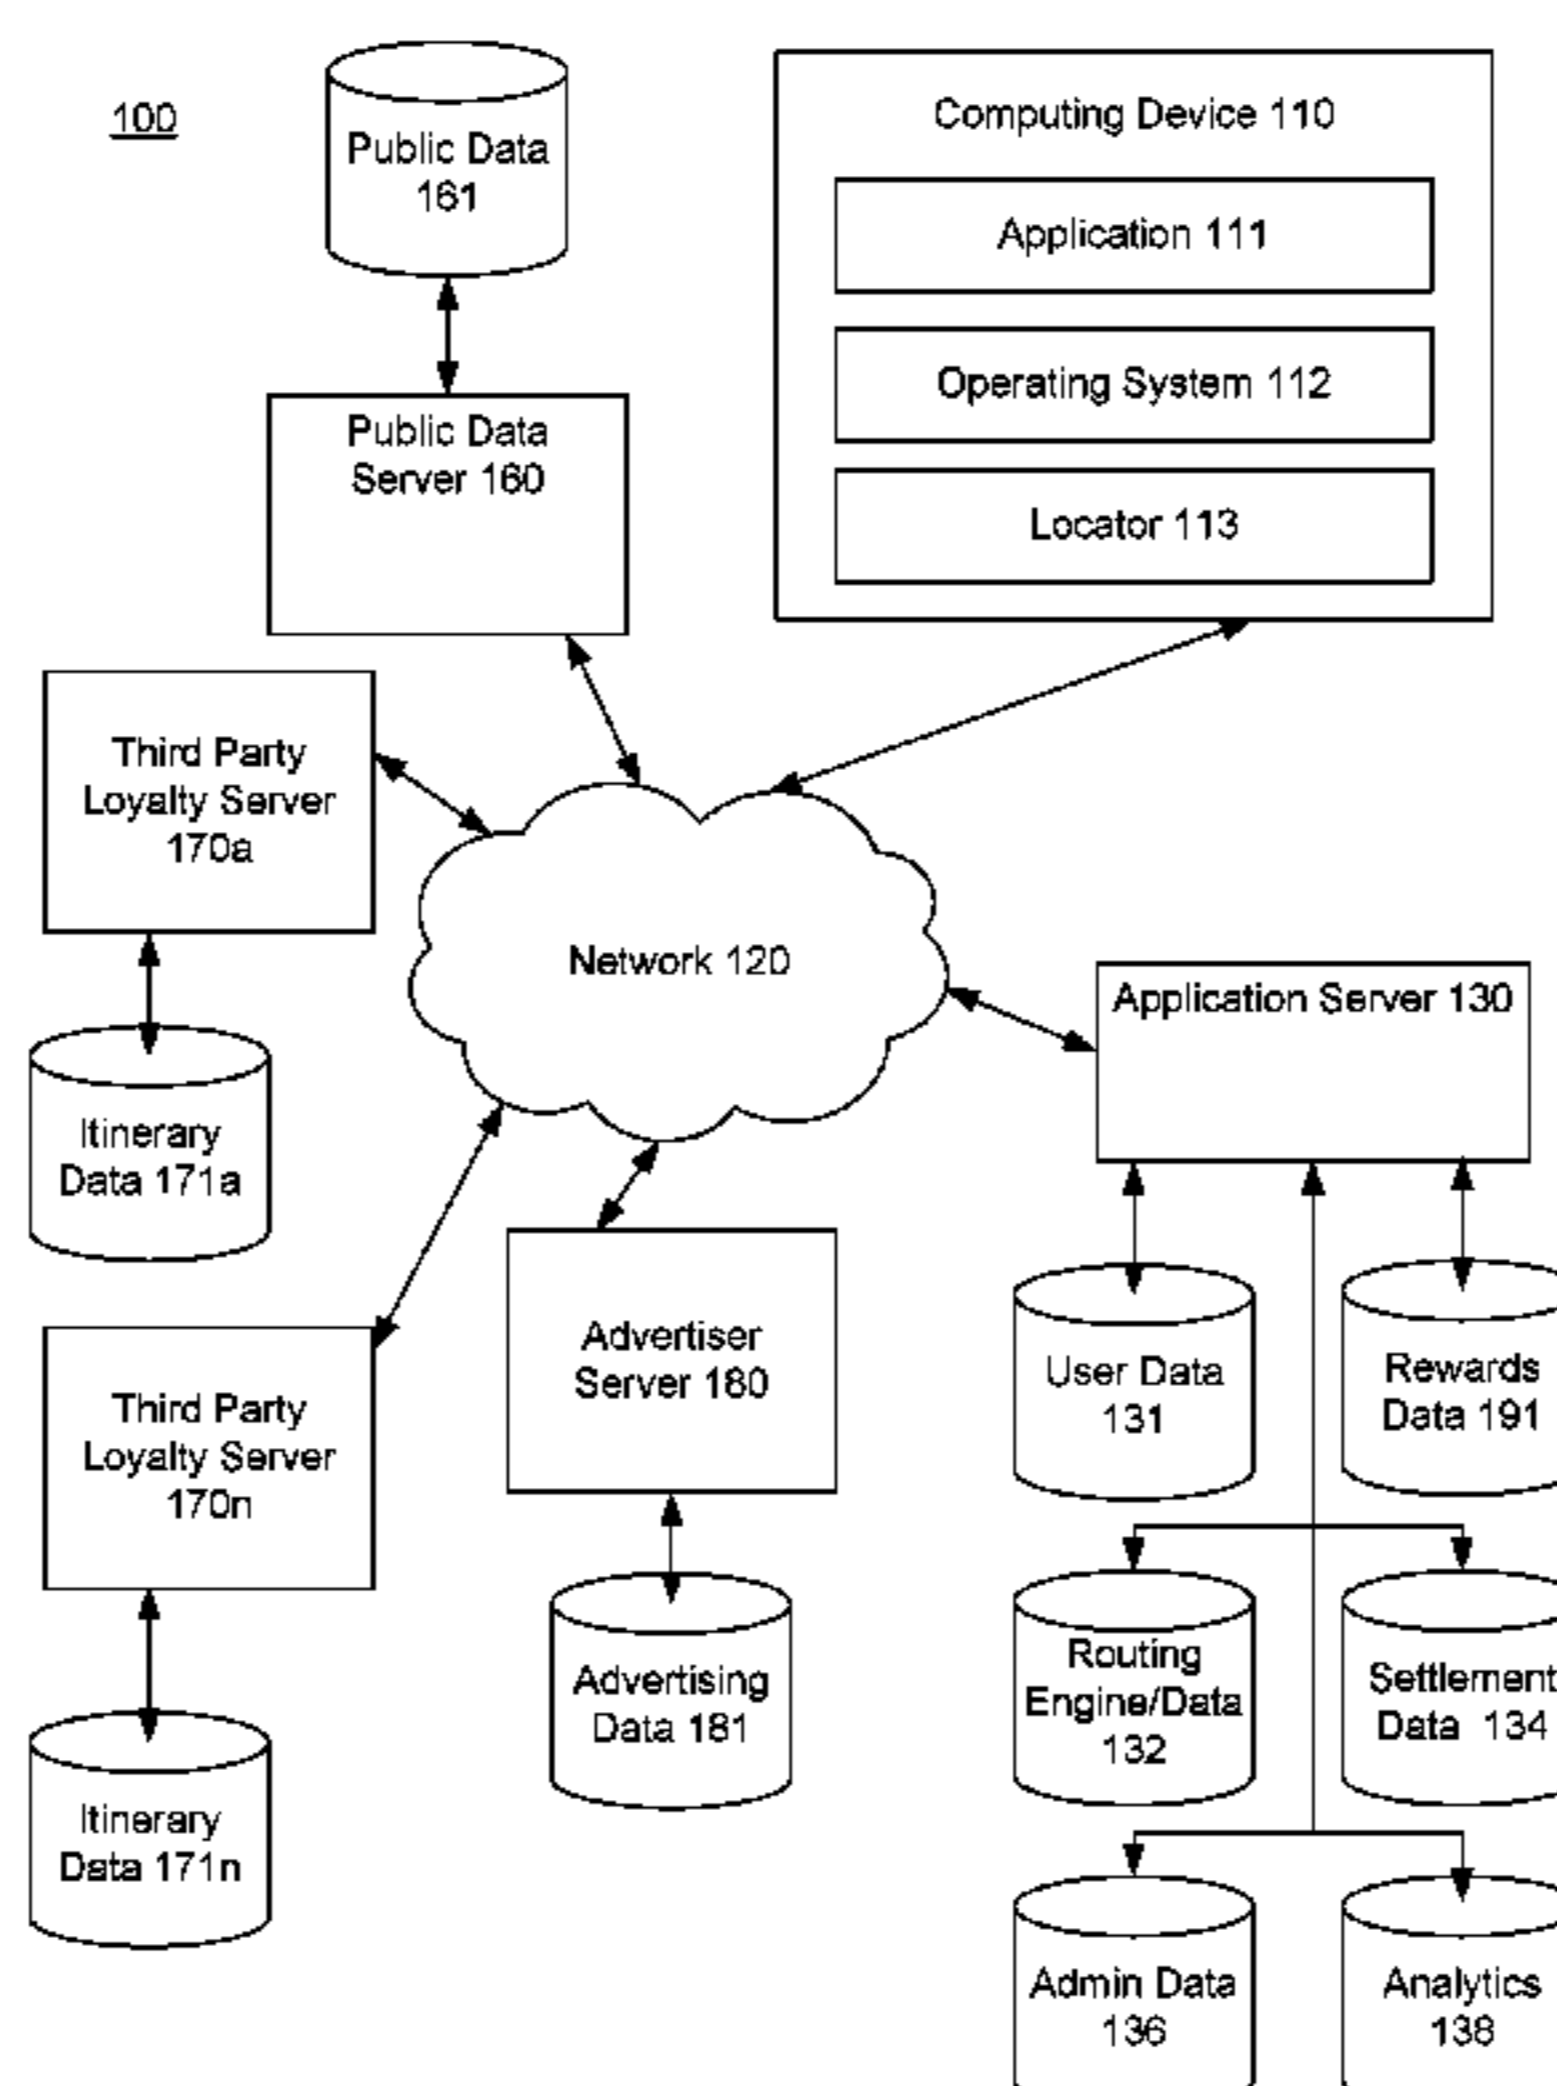 100
Public Data
161
Computing Device 110
Application 111
Operating System 112
Locator 113
Public Data
Server 160
Third Party
Loyalty Server
170a
Network 120
Application Server 130
Itinerary
Data 171a
Advertiser
Server 180
User Data
131
Rewards
Data 191
Third Party
Loyalty Server
170n
Advertising
Data 181
Routing
Engine/Data
132
Settlement
Data 134
Itinerary
Data 171n
Admin Data
136
Analytics
138